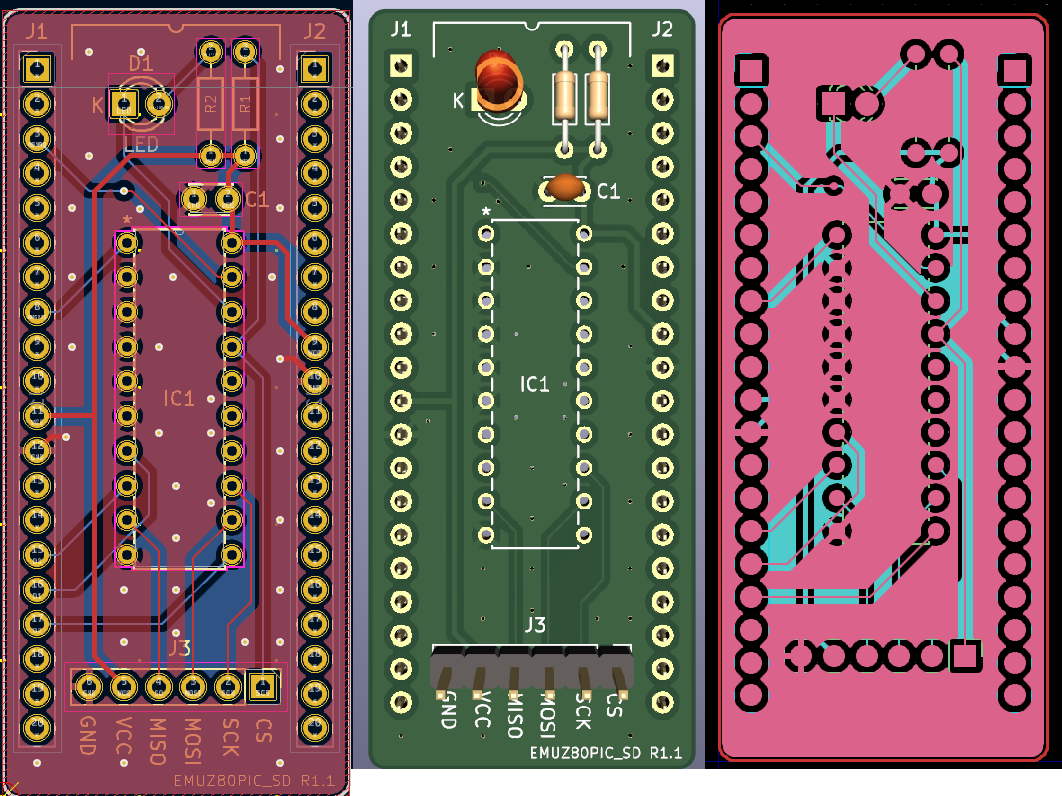 J1
J2
D1
K
R2
R1
LED
C1
*
IC1
J3
GND
VCC
MISO
MOSI
SCK
CS
EMUZ80PIC_SD R1.1
J1
J2
K
C1
*
IC1
J3
GND
VCC
MISO
MOSI
SCK
CS
EMUZ80PIC_SD R1.1